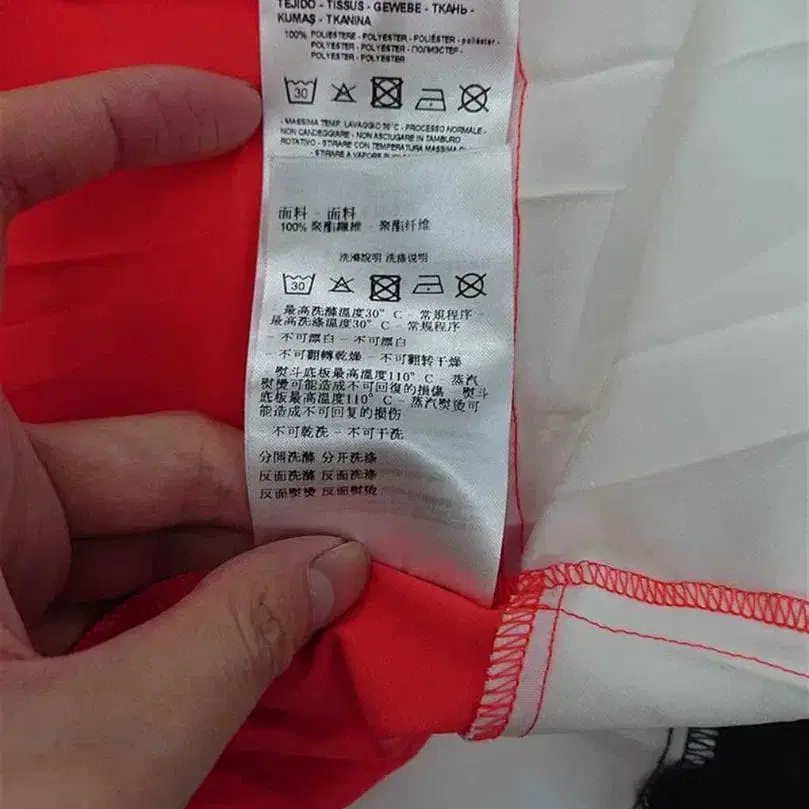 TEJIDO - TISSUS - GEWEBE - ТКАНЬ -
KUMAŞ - TKANINA
100% POLIESTERE - POLYESTER - POLIÉSTER - poliéster -
POLYESTER - POLYESTER - ПОЛИЭСТЕР -
POLYESTER - POLYESTER
30
- MASSIMA TEMP. LAVAGGIO 30°C - PROCESSO NORMALE -
NON CANDEGGIARE - NON ASCIUGARE IN TAMBURO
ROTATIVO - STIRARE CON TEMPERATURA MASSIMA
- STIRARE A VAPORE
面料 - 面料
100% 聚酯纖維 - 聚酯纤维
洗滌說明 洗涤说明
30
最高洗滌溫度30° C - 常規程序 -
最高洗涤温度30° C - 常规程序
- 不可漂白 - 不可漂白
- 不可翻轉乾燥 - 不可翻转干燥
熨斗底板最高溫度110° C - 蒸汽
熨燙可能造成不可回復的損傷 - 熨斗
底板最高温度110° C - 蒸汽熨烫可
能造成不可回复的损伤
不可乾洗 - 不可干洗
分開洗滌 分开洗涤
反面洗滌 反面洗涤
反面熨燙 反面熨烫